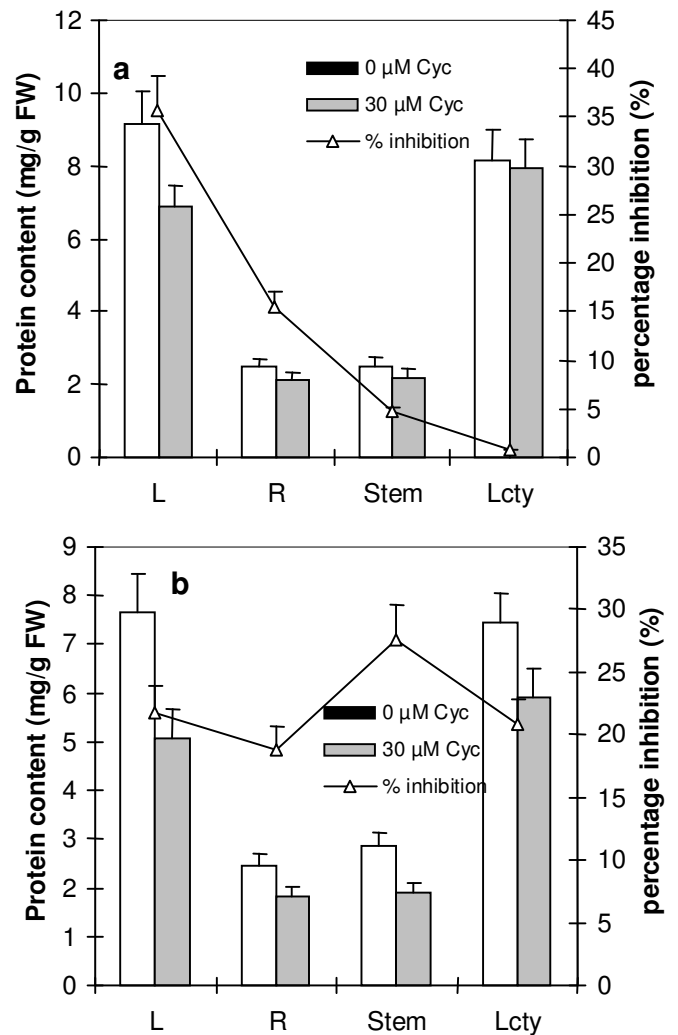 a
Protein content (mg/g FW)
12
10
8
6
4
2
0
0 µM Cyc
30 µM Cyc
% inhibition
45
40
35
30
25
20
15
10
5
0
percentage inhibition (%)
L R Stem Lcty
b
Protein content (mg/g FW)
9
8
7
6
5
4
3
2
1
0
0 µM Cyc
30 µM Cyc
% inhibition
35
30
25
20
15
10
5
0
percentage inhibition (%)
L R Stem Lcty